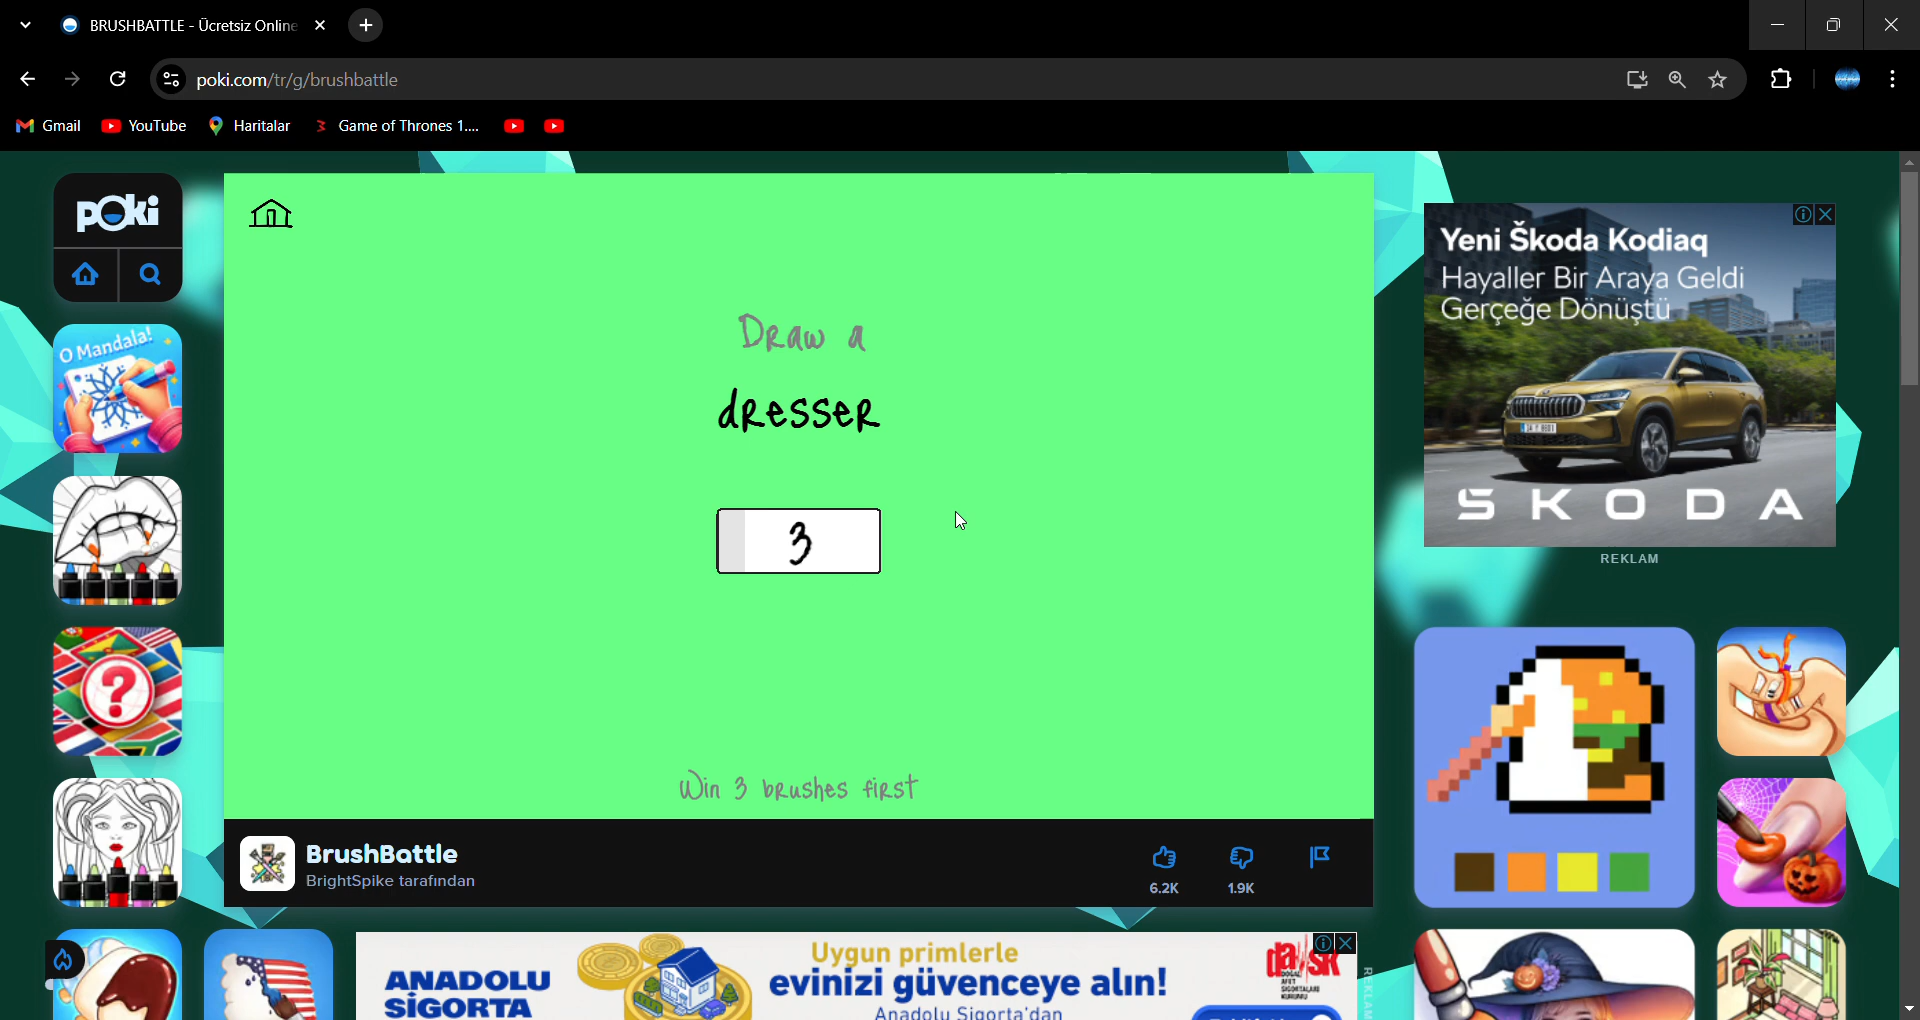 BRUSHBATTLE - Ücretsiz Online
poki.com/tr/g/brushbattle
Gmail
YouTube
Haritalar
Game of Thrones 1....
poki
O Mandala!
Draw a
dresser
3
Win 3 brushes first
BrushBattle
BrightSpike tarafından
6.2K
1.9K
Yeni Škoda Kodiaq
Hayaller Bir Araya Geldi
Gerçeğe Dönüştü
SKODA
REKLAM
ANADOLU
SİGORTA
Uygun primlerle
evinizi güvenceye alın!
Anadolu Sigorta'dan
REKLAM